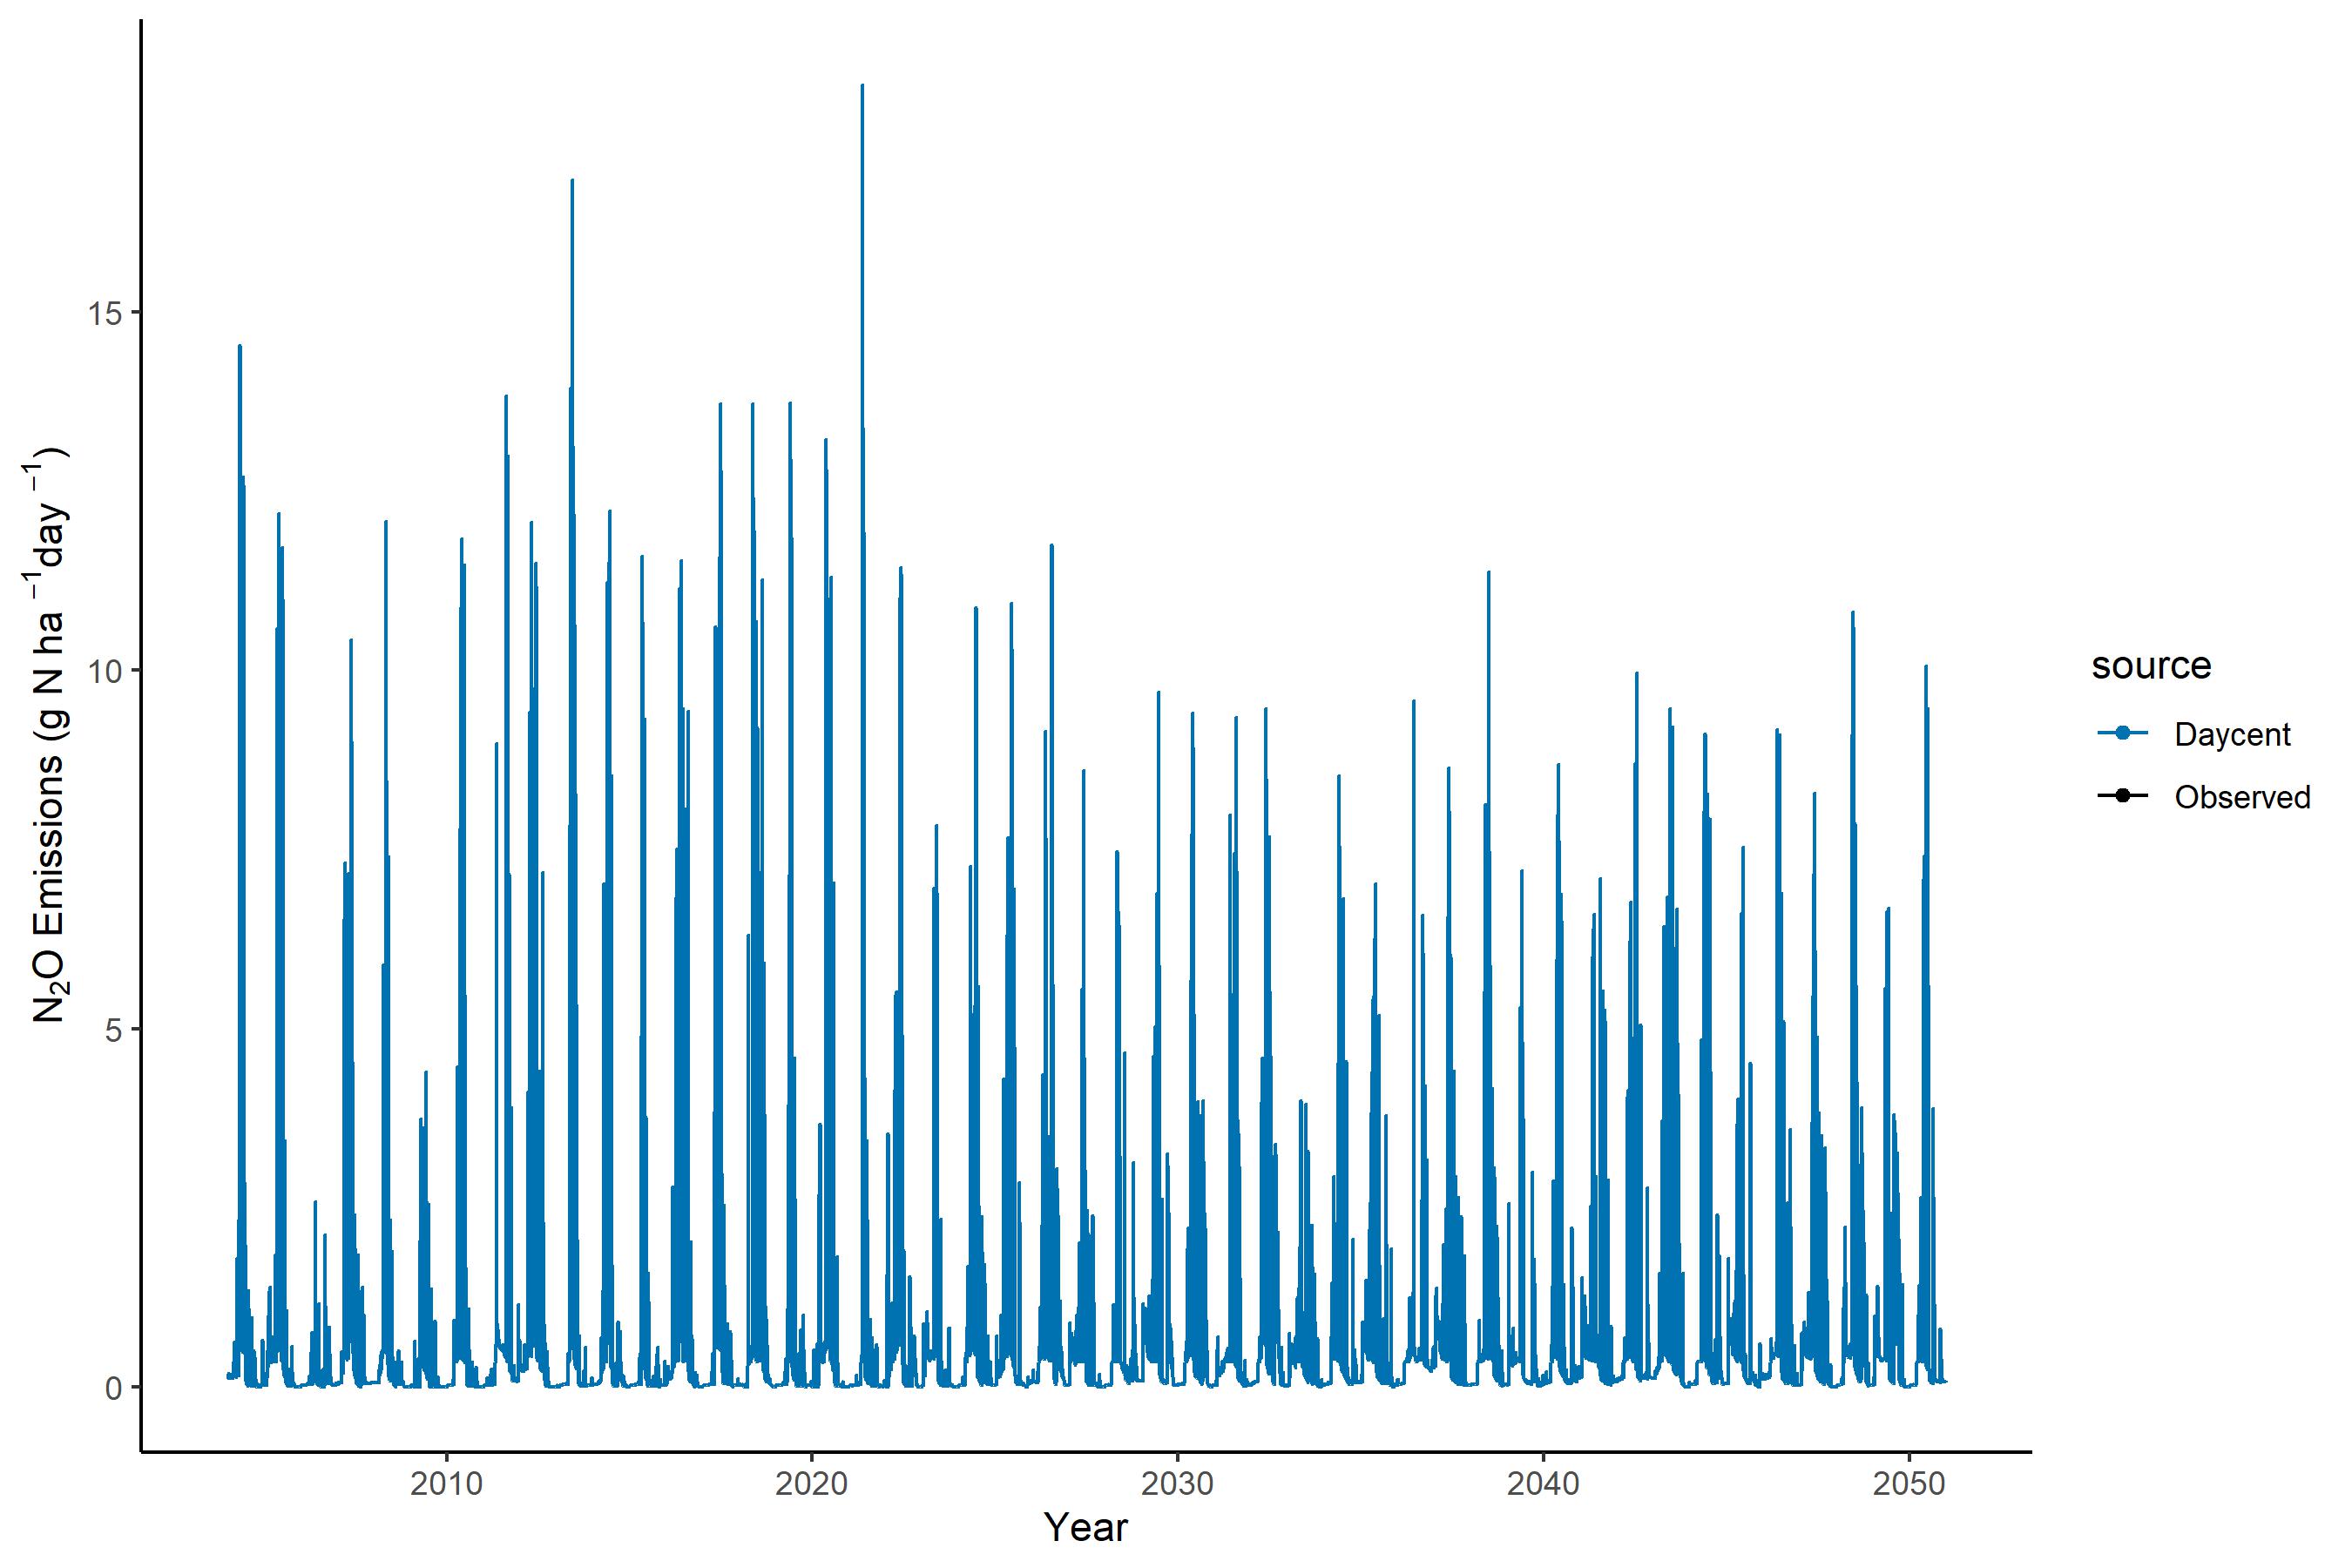 N₂O Emissions (g N ha ⁻¹day ⁻¹)
15
10
5
0
2010 2020 2030 2040 2050
Year
source
Daycent
Observed